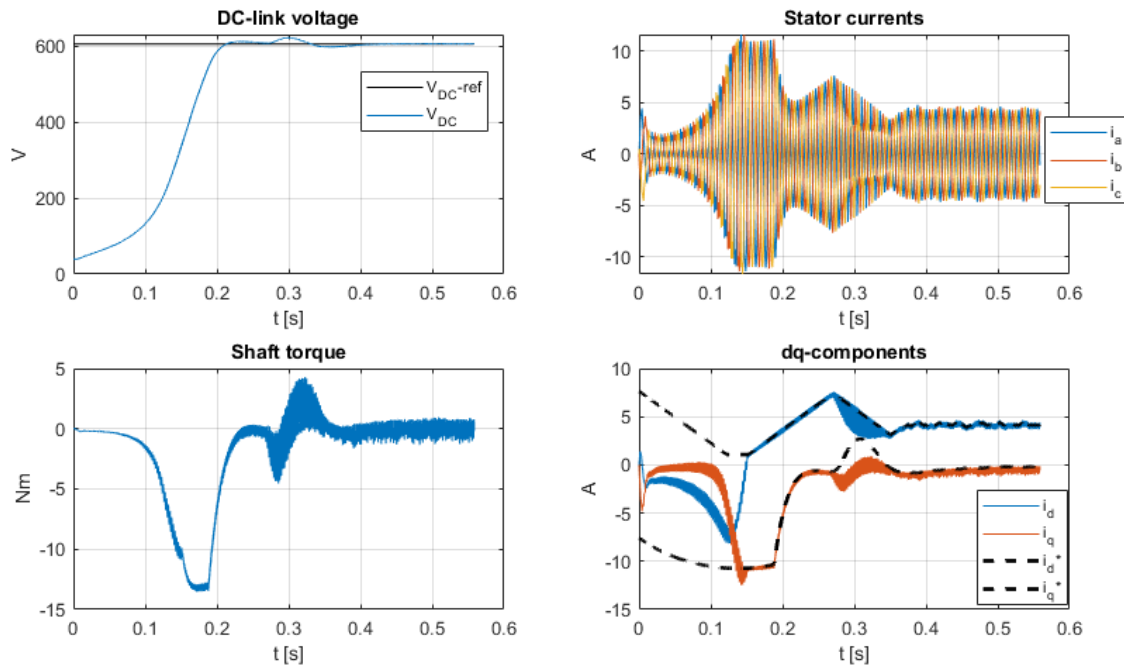 DC-link voltage
600
400
200
0
V
0 0.1 0.2 0.3 0.4 0.5 0.6
t [s]
V_DC-ref
V_DC
Stator currents
10
5
0
-5
-10
A
0 0.1 0.2 0.3 0.4 0.5 0.6
t [s]
i_a
i_b
i_c
Shaft torque
5
0
-5
-10
-15
Nm
0 0.1 0.2 0.3 0.4 0.5 0.6
t [s]
dq-components
10
5
0
-5
-10
-15
A
0 0.1 0.2 0.3 0.4 0.5 0.6
t [s]
i_d
i_q
i_d*
i_q*